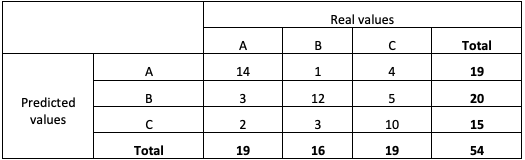 Real values
A B C Total
A 14 1 4 19
Predicted values B 3 12 5 20
C 2 3 10 15
Total 19 16 19 54